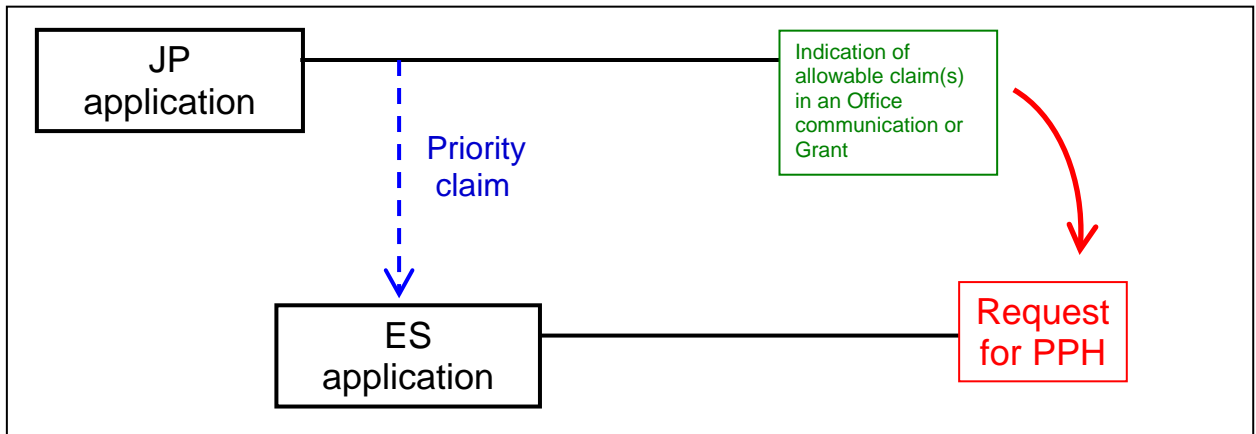 JP
application
Indication of
allowable claim(s)
in an Office
communication or
Grant
Priority
claim
ES
application
Request
for PPH